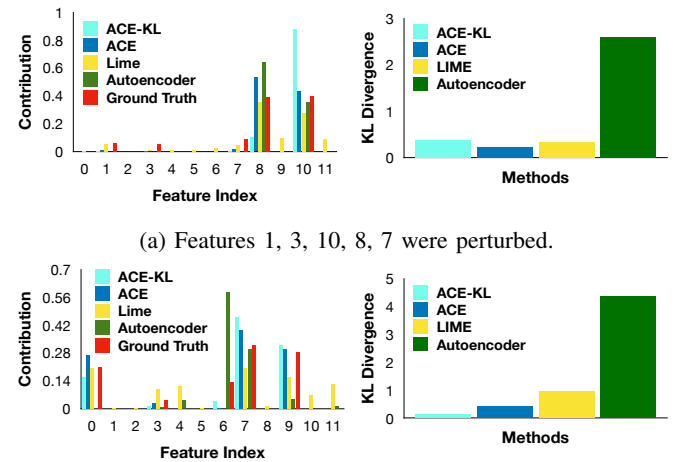 1
0.8
0.6
0.4
0.2
0
Contribution
ACE-KL
ACE
Lime
Autoencoder
Ground Truth
0 1 2 3 4 5 6 7 8 9 10 11
Feature Index
3
2
1
0
KL Divergence
ACE-KL
ACE
LIME
Autoencoder
Methods
(a) Features 1, 3, 10, 8, 7 were perturbed.
0.7
0.56
0.42
0.28
0.14
0
Contribution
ACE-KL
ACE
Lime
Autoencoder
Ground Truth
0 1 2 3 4 5 6 7 8 9 10 11
Feature Index
5
4
3
2
1
0
KL Divergence
ACE-KL
ACE
LIME
Autoencoder
Methods